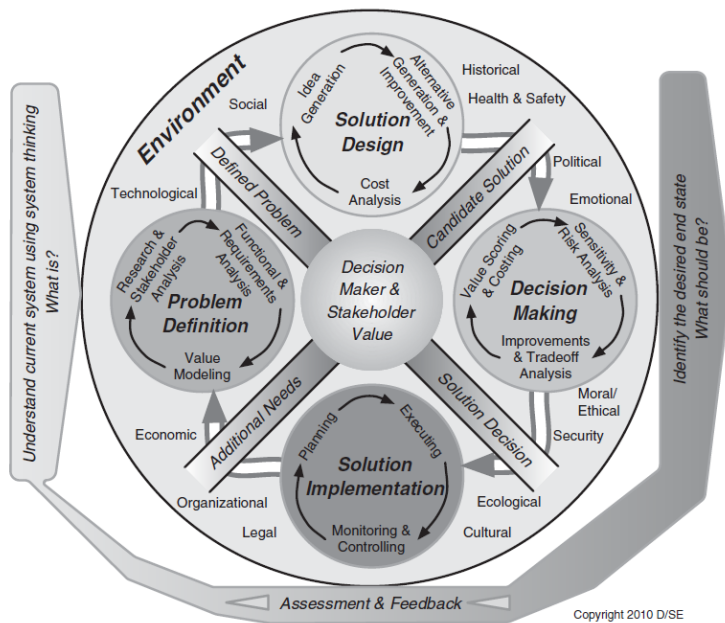 Environment
Understand current system using system thinking
What is?
Identify the desired end state
What should be?
Historical
Health & Safety
Social
Political
Technological
Emotional
Idea
Generation
Alternative
Generation &
Improvement
Solution
Design
Cost
Analysis
Defined Problem
Candidate Solution
Research &
Stakeholder
Analysis
Functional &
Requirements
Analysis
Problem
Definition
Value
Modeling
Decision
Maker &
Stakeholder
Value
Value Scoring
& Costing
Sensitivity &
Risk Analysis
Decision
Making
Improvements
& Tradeoff
Analysis
Additional Needs
Solution Decision
Moral/
Ethical
Economic
Security
Planning
Executing
Solution
Implementation
Monitoring &
Controlling
Organizational
Ecological
Legal
Cultural
Assessment & Feedback
Copyright 2010 D/SE